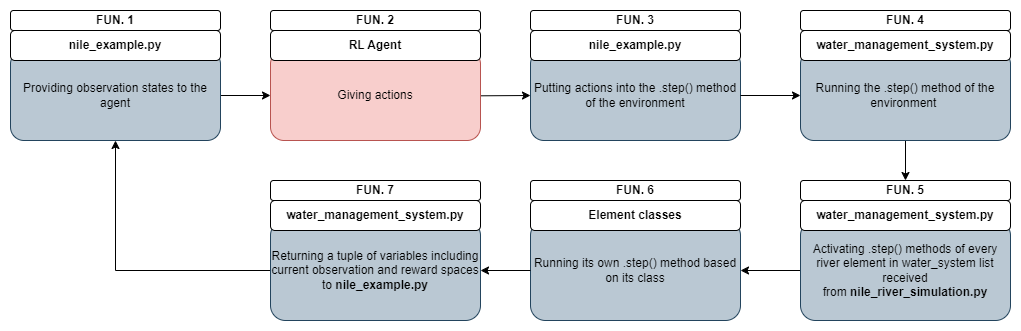 FUN. 1
nile_example.py
Providing observation states to the
agent
FUN. 2
RL Agent
Giving actions
FUN. 3
nile_example.py
Putting actions into the .step() method
of the environment
FUN. 4
water_management_system.py
Running the .step() method of the
environment
FUN. 7
water_management_system.py
Returning a tuple of variables including
current observation and reward spaces
to nile_example.py
FUN. 6
Element classes
Running its own .step() method based
on its class
FUN. 5
water_management_system.py
Activating .step() methods of every
river element in water_system list
received
from nile_river_simulation.py